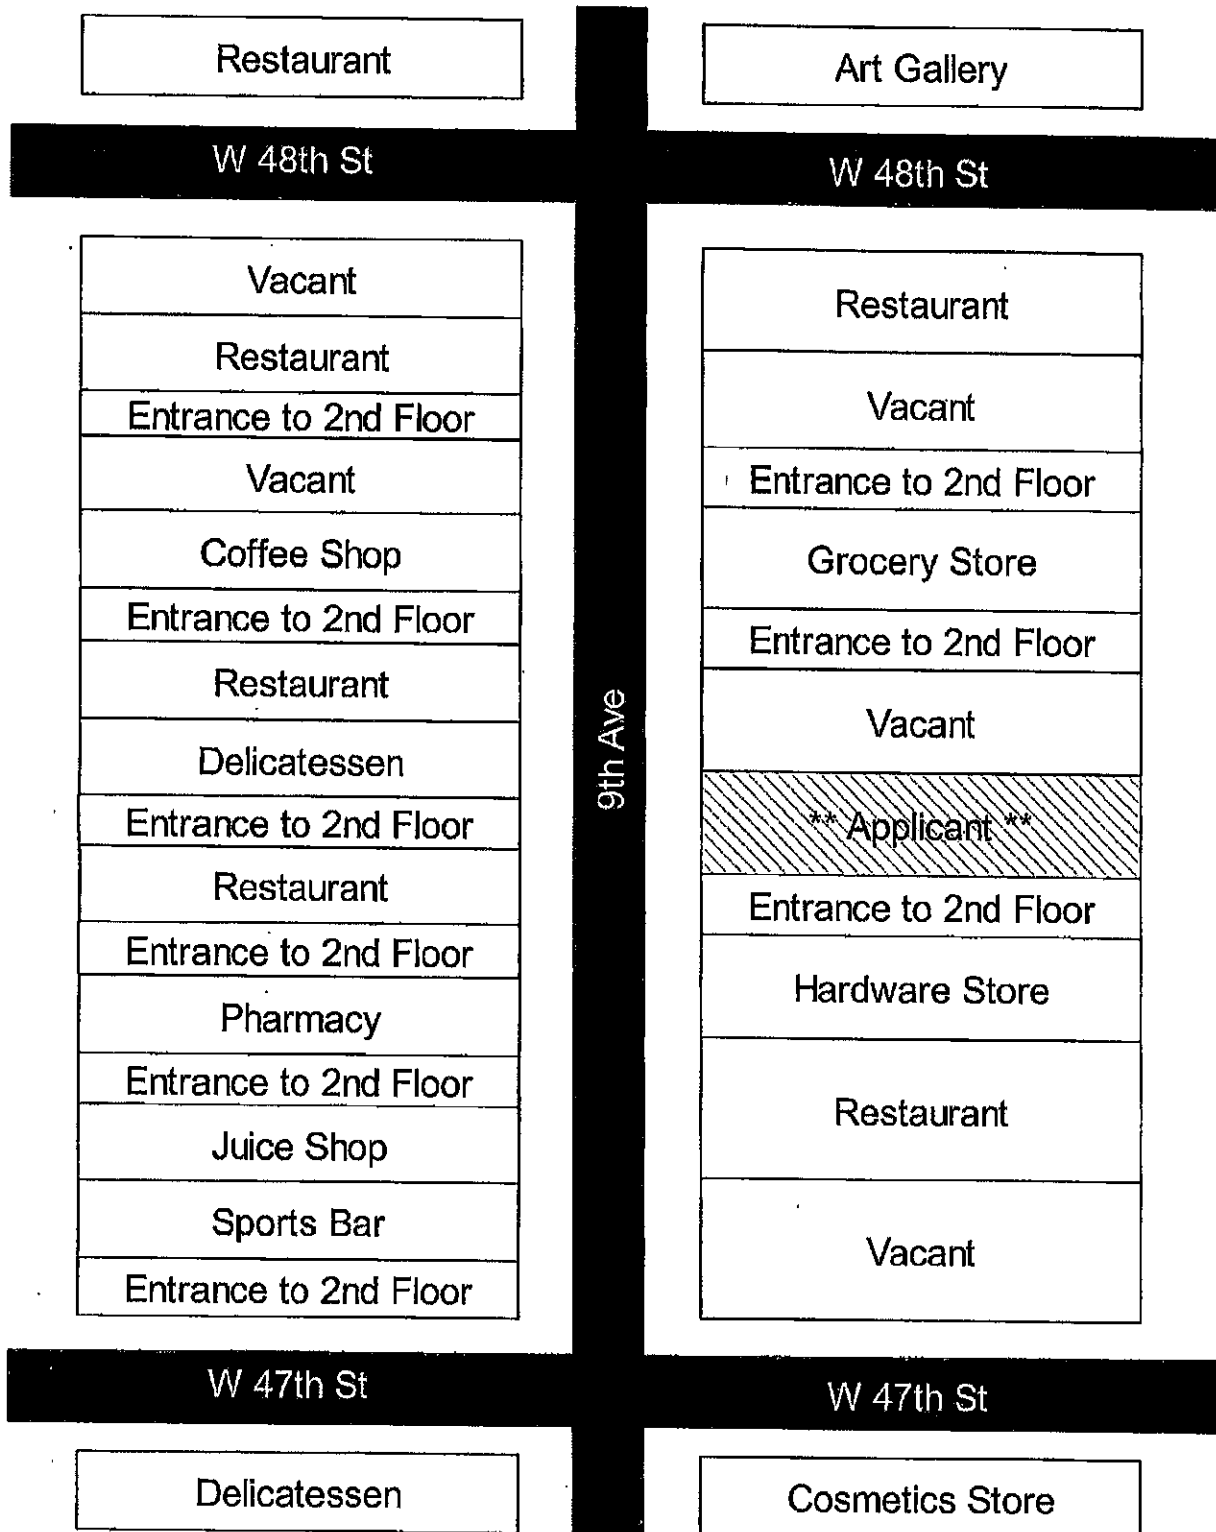 Restaurant
Art Gallery
W 48th St
W 48th St
Vacant
Restaurant
Entrance to 2nd Floor
Vacant
Coffee Shop
Entrance to 2nd Floor
Restaurant
Delicatessen
Entrance to 2nd Floor
Restaurant
Entrance to 2nd Floor
Pharmacy
Entrance to 2nd Floor
Juice Shop
Sports Bar
Entrance to 2nd Floor
9th Ave
Restaurant
Vacant
Entrance to 2nd Floor
Grocery Store
Entrance to 2nd Floor
Vacant
** Applicant **
Entrance to 2nd Floor
Hardware Store
Restaurant
Vacant
W 47th St
W 47th St
Delicatessen
Cosmetics Store